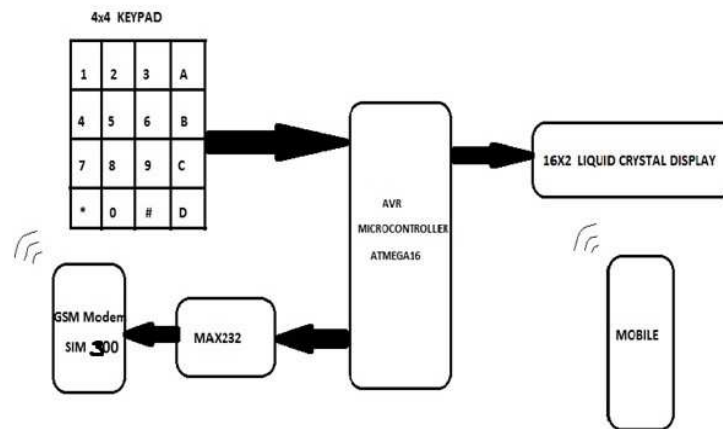 4x4 KEYPAD
1 2 3 A
4 5 6 B
7 8 9 C
* 0 # D
AVR
MICROCONTROLLER
ATMEGA16
16X2 LIQUID CRYSTAL DISPLAY
GSM Modem
SIM 300
MAX232
MOBILE